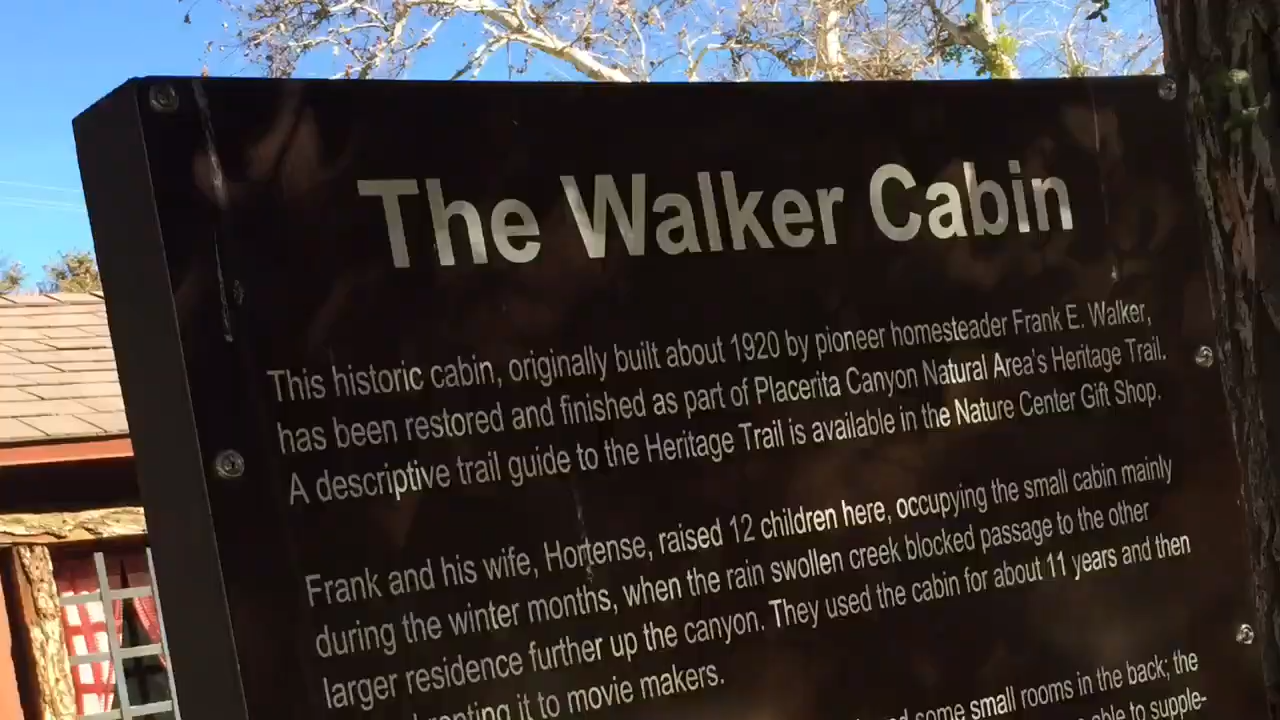 The Walker Cabin
This historic cabin, originally built about 1920 by pioneer homesteader Frank E. Walker,
has been restored and finished as part of Placerita Canyon Natural Area's Heritage Trail.
A descriptive trail guide to the Heritage Trail is available in the Nature Center Gift Shop.
Frank and his wife, Hortense, raised 12 children here, occupying the small cabin mainly
during the winter months, when the rain swollen creek blocked passage to the other
larger residence further up the canyon. They used the cabin for about 11 years and then
renting it to movie makers.
some small rooms in the back; the
able to supple-